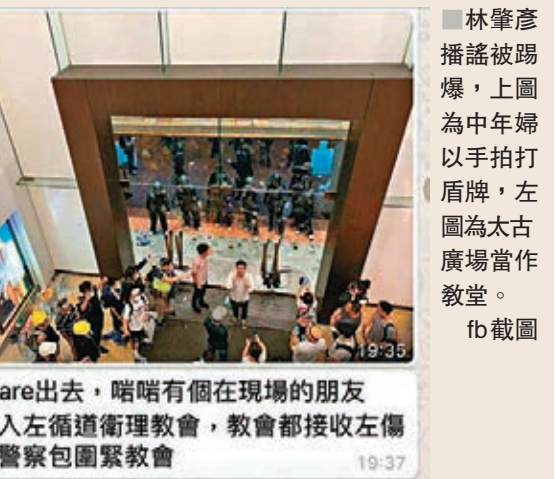 ■林肇彥
播謠被踢
爆，上圖
為中年婦
以手拍打
盾牌，左
圖為太古
廣場當作
教堂。
fb截圖
19:35
are出去，啱啱有個在現場的朋友
入左循道衛理教會，教會都接收左傷
警察包圍緊教會
19:37